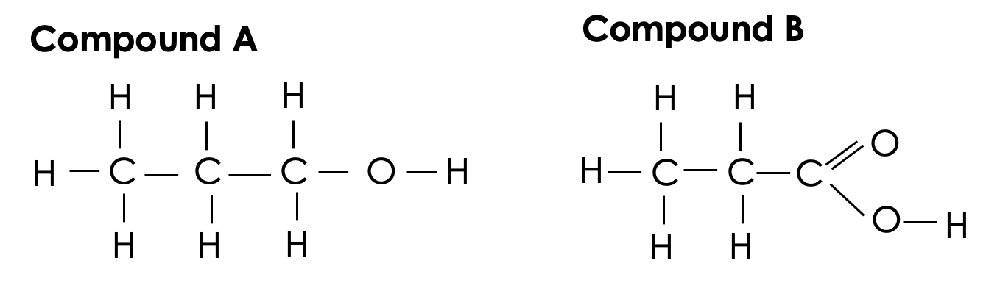 Compound A
Compound B
H H H
H C C C O H
H H H
H H
H C C C O
O H
H H